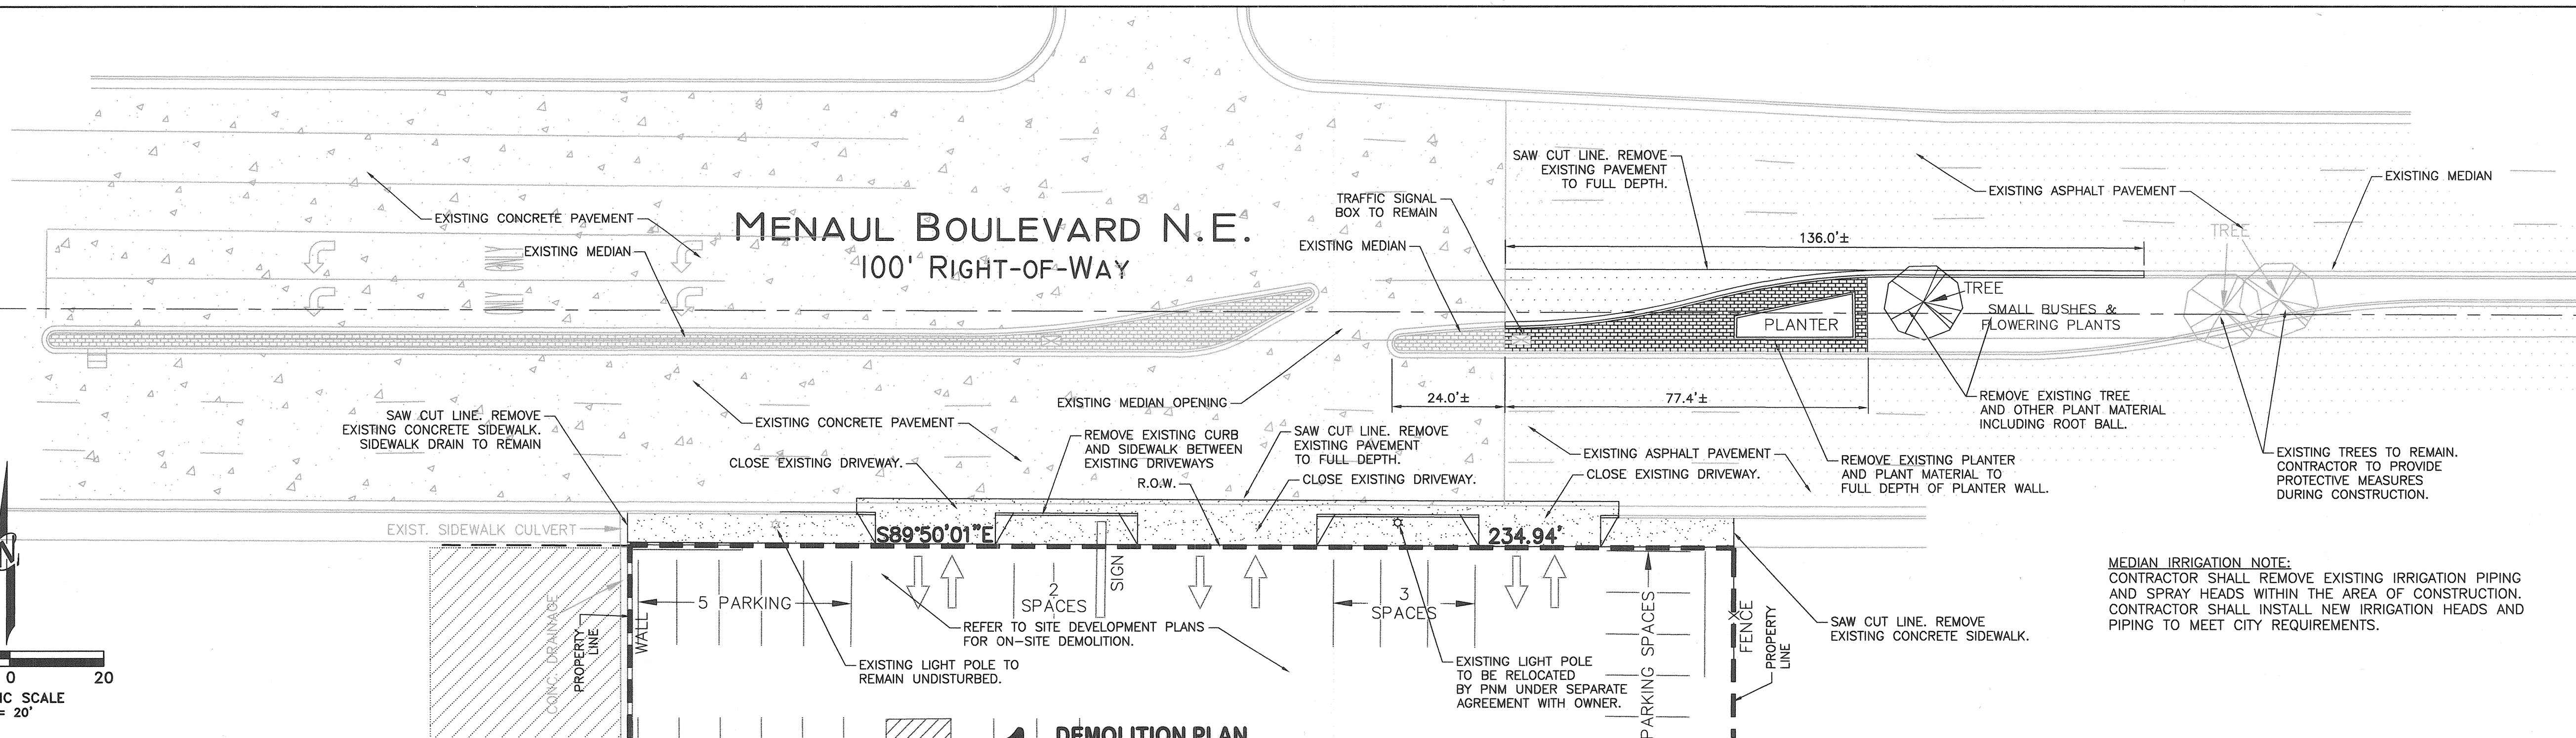 MENAUL BOULEVARD N.E.
100' RIGHT-OF-WAY
EXISTING CONCRETE PAVEMENT
EXISTING MEDIAN
ONLY
ONLY
SAW CUT LINE. REMOVE
EXISTING PAVEMENT
TO FULL DEPTH.
TRAFFIC SIGNAL
BOX TO REMAIN
EXISTING MEDIAN
EXISTING ASPHALT PAVEMENT
EXISTING MEDIAN
TREE
136.0'±
TREE
SMALL BUSHES &
FLOWERING PLANTS
PLANTER
24.0'±
77.4'±
EXISTING MEDIAN OPENING
SAW CUT LINE. REMOVE
EXISTING CONCRETE SIDEWALK.
SIDEWALK DRAIN TO REMAIN
EXISTING CONCRETE PAVEMENT
CLOSE EXISTING DRIVEWAY.
REMOVE EXISTING CURB
AND SIDEWALK BETWEEN
EXISTING DRIVEWAYS
R.O.W.
SAW CUT LINE. REMOVE
EXISTING PAVEMENT
TO FULL DEPTH.
CLOSE EXISTING DRIVEWAY.
EXISTING ASPHALT PAVEMENT
CLOSE EXISTING DRIVEWAY.
REMOVE EXISTING PLANTER
AND PLANT MATERIAL TO
FULL DEPTH OF PLANTER WALL.
REMOVE EXISTING TREE
AND OTHER PLANT MATERIAL
INCLUDING ROOT BALL.
EXISTING TREES TO REMAIN.
CONTRACTOR TO PROVIDE
PROTECTIVE MEASURES
DURING CONSTRUCTION.
EXIST. SIDEWALK CULVERT
S89°50'01"E
234.94'
N
0
20
IC SCALE
= 20'
CONC. DRAINAGE
PROPERTY
LINE
WALL
5 PARKING
2
SPACES
SIGN
3
SPACES
PARKING SPACES
FENCE
PROPERTY
LINE
REFER TO SITE DEVELOPMENT PLANS
FOR ON-SITE DEMOLITION.
EXISTING LIGHT POLE TO
REMAIN UNDISTURBED.
EXISTING LIGHT POLE
TO BE RELOCATED
BY PNM UNDER SEPARATE
AGREEMENT WITH OWNER.
SAW CUT LINE. REMOVE
EXISTING CONCRETE SIDEWALK.
MEDIAN IRRIGATION NOTE:
CONTRACTOR SHALL REMOVE EXISTING IRRIGATION PIPING
AND SPRAY HEADS WITHIN THE AREA OF CONSTRUCTION.
CONTRACTOR SHALL INSTALL NEW IRRIGATION HEADS AND
PIPING TO MEET CITY REQUIREMENTS.
DEMOLITION PLAN